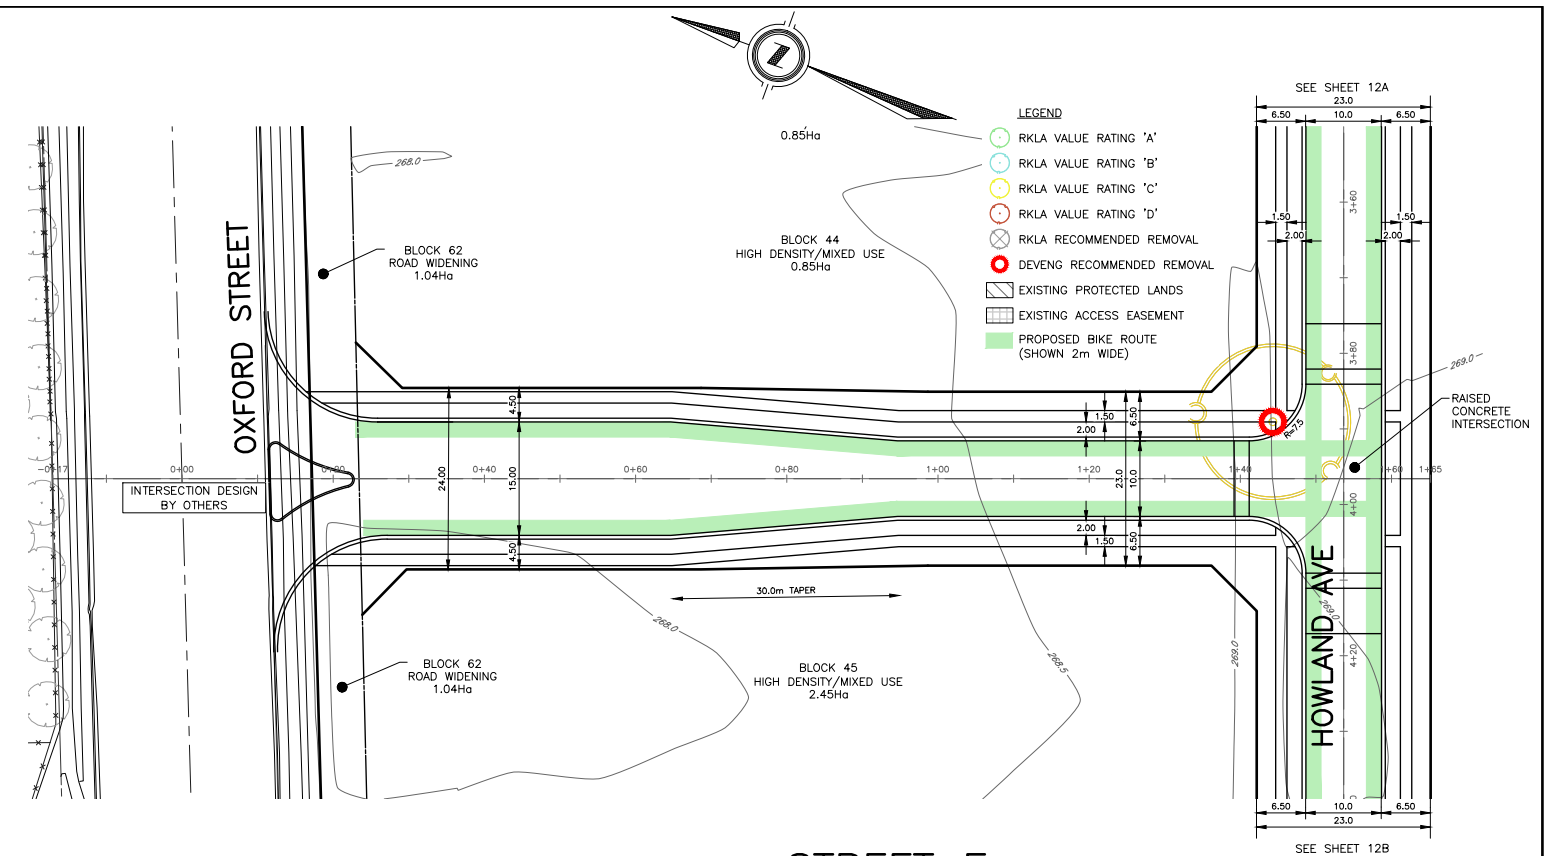 SEE SHEET 12A
23.0
6.50 10.0 6.50
LEGEND
RKLA VALUE RATING 'A'
RKLA VALUE RATING 'B'
RKLA VALUE RATING 'C'
RKLA VALUE RATING 'D'
RKLA RECOMMENDED REMOVAL
DEVENG RECOMMENDED REMOVAL
EXISTING PROTECTED LANDS
EXISTING ACCESS EASEMENT
PROPOSED BIKE ROUTE
(SHOWN 2m WIDE)
0.85Ha
268.0
BLOCK 62
ROAD WIDENING
1.04Ha
BLOCK 44
HIGH DENSITY/MIXED USE
0.85Ha
OXFORD STREET
3+60
1.50
1.50
2.00
2.00
3+80
269.0
RAISED
CONCRETE
INTERSECTION
R=7.5
4.50
1.50
6.50
2.00
-0+17
0+00
0+20
0+40
0+60
0+80
1+00
1+20
1+40
+60
1+65
24.00
15.00
23.0
10.0
4+00
INTERSECTION DESIGN
BY OTHERS
4.50
2.00
1.50
6.50
30.0m TAPER
268.0
268.5
269.0
269.0
4+20
HOWLAND AVE
BLOCK 62
ROAD WIDENING
1.04Ha
BLOCK 45
HIGH DENSITY/MIXED USE
2.45Ha
6.50 10.0 6.50
23.0
SEE SHEET 12B